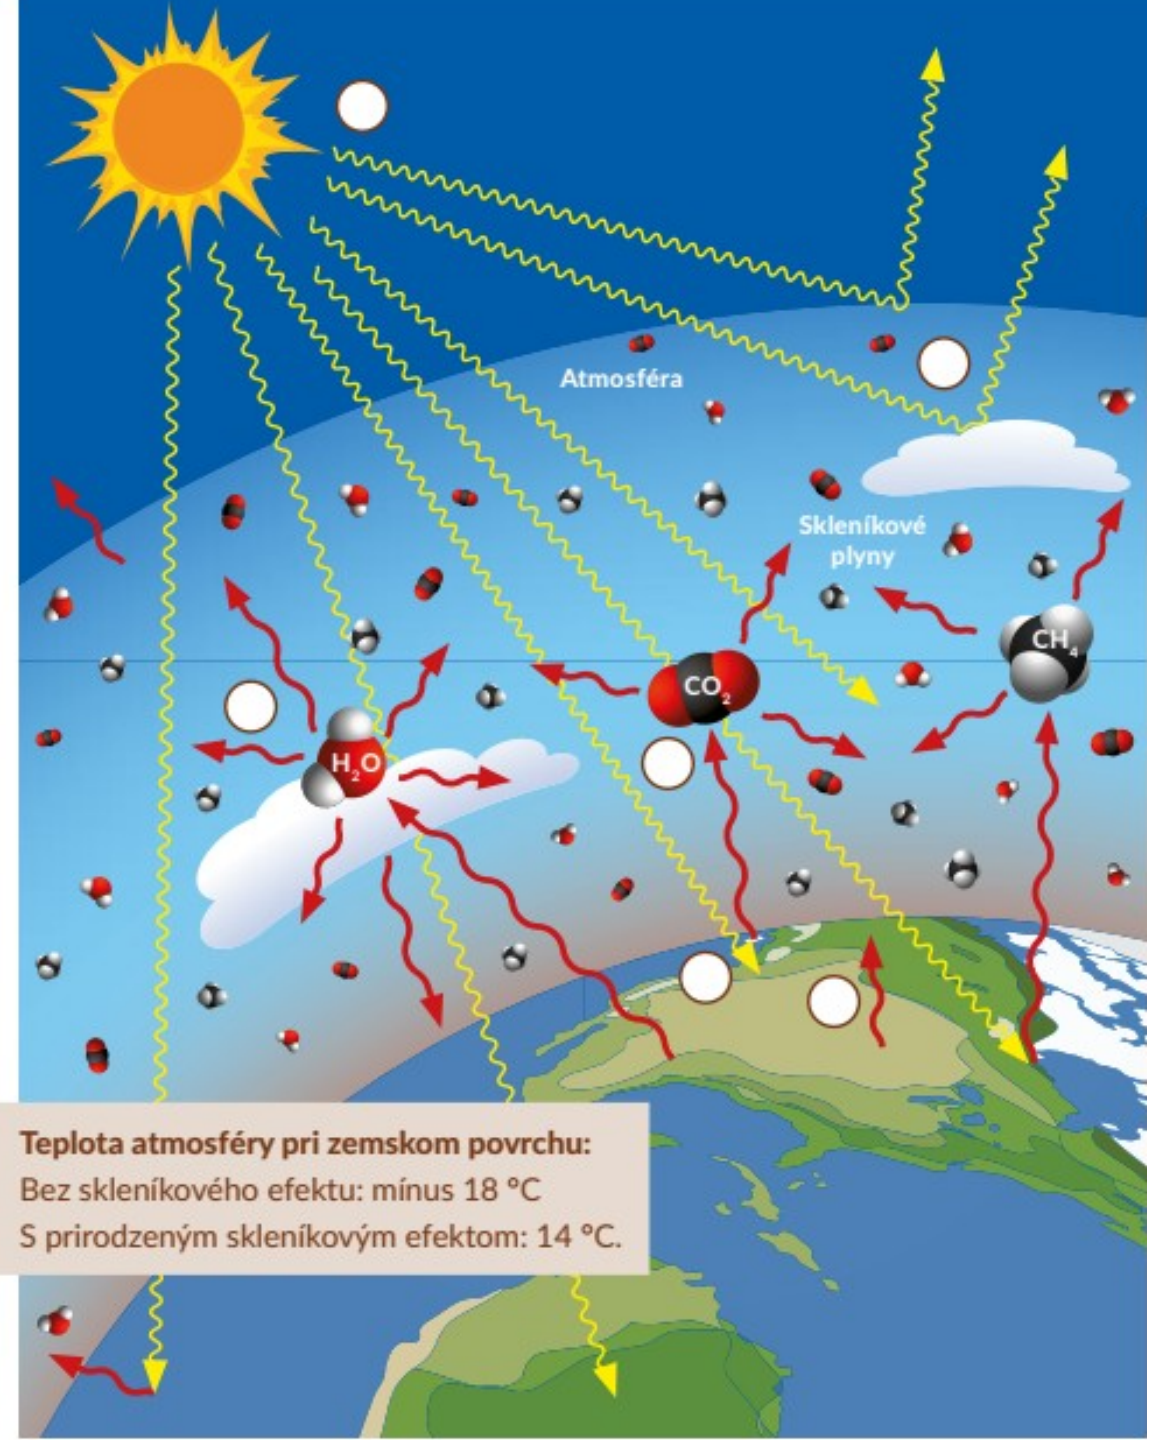 Atmosféra
Skleníkové
plyny
CH₄
CO₂
H₂O
Teplota atmosféry pri zemskom povrchu:
Bez skleníkového efektu: mínus 18 °C
S prirodzeným skleníkovým efektom: 14 °C.